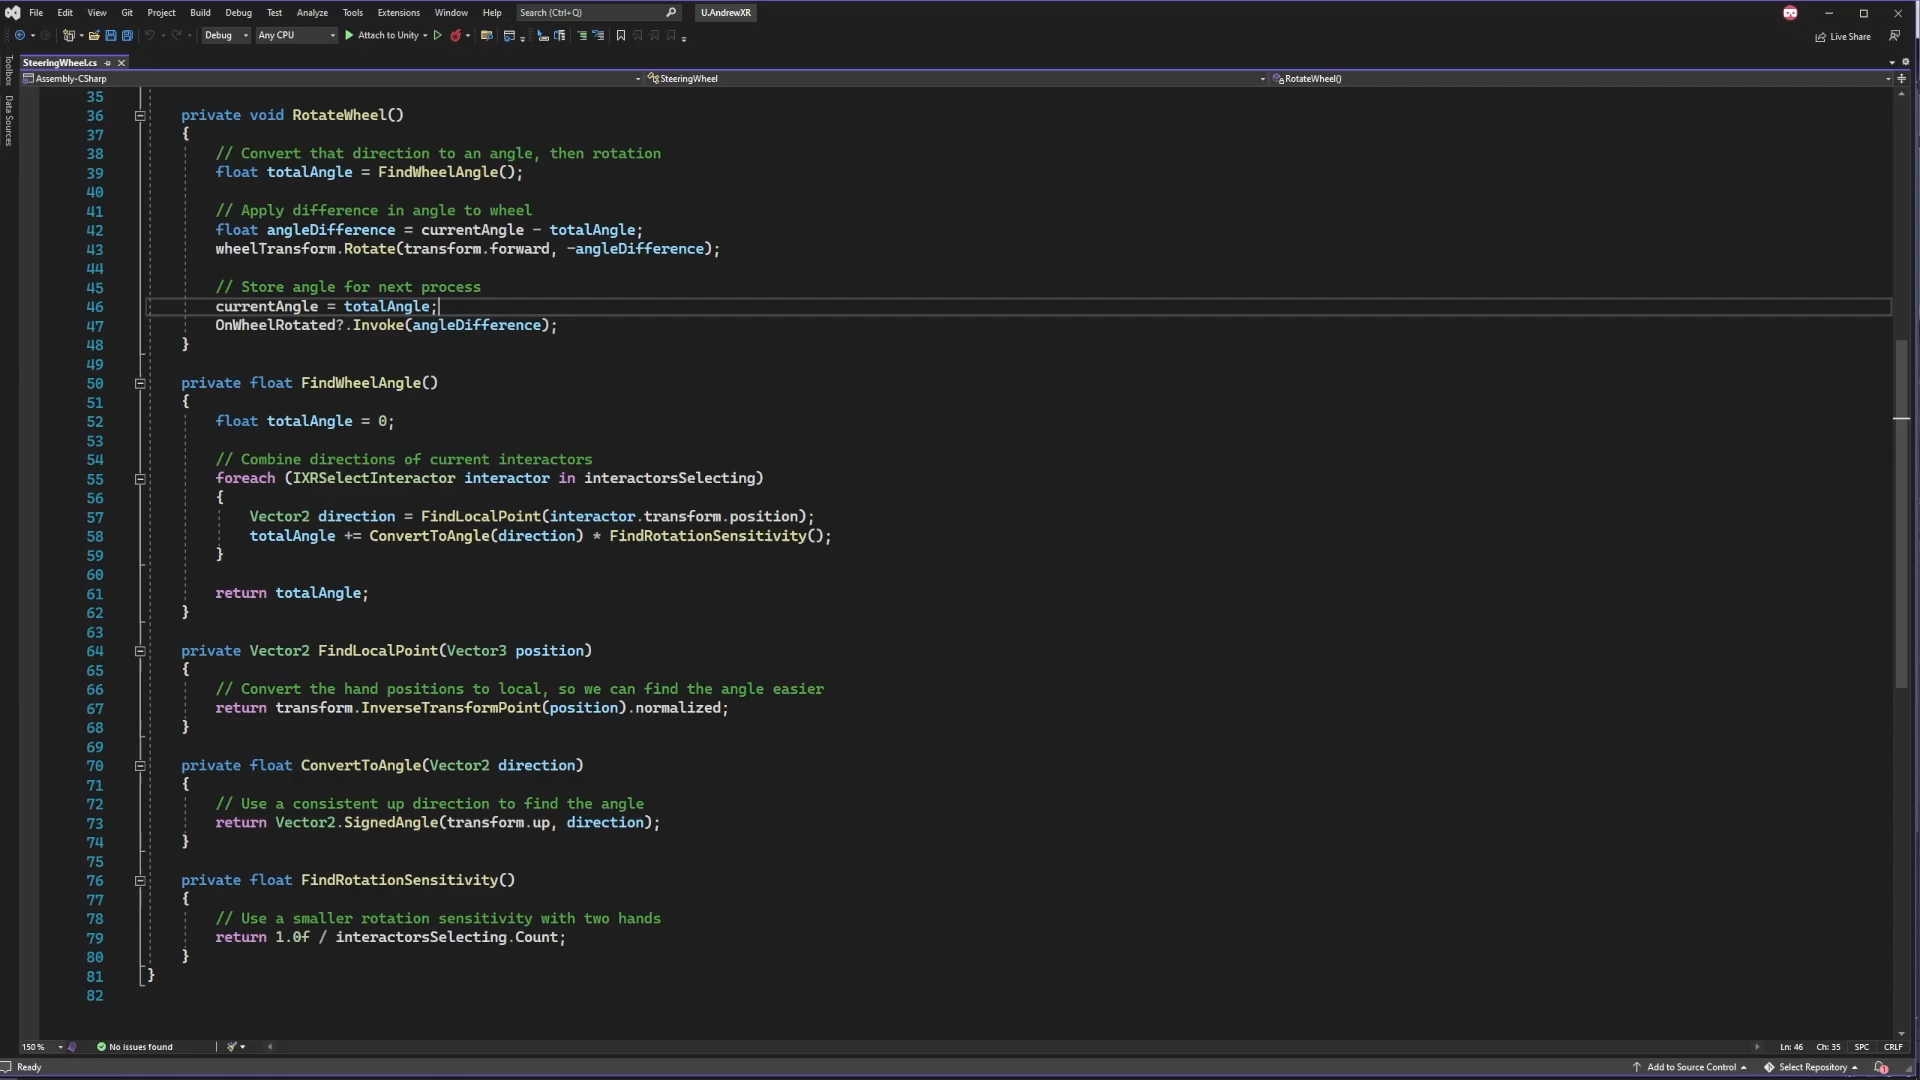 File Edit View Git Project Build Debug Test Analyze Tools Extensions Window Help Search (Ctrl+Q) U.AndrewXR
Debug Any CPU Attach to Unity Live Share
SteeringWheel.cs
Assembly-CSharp SteeringWheel RotateWheel()
Toolbox
Data Sources
35
36 private void RotateWheel()
37 {
38 // Convert that direction to an angle, then rotation
39 float totalAngle = FindWheelAngle();
40
41 // Apply difference in angle to wheel
42 float angleDifference = currentAngle - totalAngle;
43 wheelTransform.Rotate(transform.forward, -angleDifference);
44
45 // Store angle for next process
46 currentAngle = totalAngle;
47 OnWheelRotated?.Invoke(angleDifference);
48 }
49
50 private float FindWheelAngle()
51 {
52 float totalAngle = 0;
53
54 // Combine directions of current interactors
55 foreach (IXRSelectInteractor interactor in interactorsSelecting)
56 {
57 Vector2 direction = FindLocalPoint(interactor.transform.position);
58 totalAngle += ConvertToAngle(direction) * FindRotationSensitivity();
59 }
60
61 return totalAngle;
62 }
63
64 private Vector2 FindLocalPoint(Vector3 position)
65 {
66 // Convert the hand positions to local, so we can find the angle easier
67 return transform.InverseTransformPoint(position).normalized;
68 }
69
70 private float ConvertToAngle(Vector2 direction)
71 {
72 // Use a consistent up direction to find the angle
73 return Vector2.SignedAngle(transform.up, direction);
74 }
75
76 private float FindRotationSensitivity()
77 {
78 // Use a smaller rotation sensitivity with two hands
79 return 1.0f / interactorsSelecting.Count;
80 }
81 }
82
150 % No issues found Ln: 46 Ch: 35 SPC CRLF
Ready Add to Source Control Select Repository